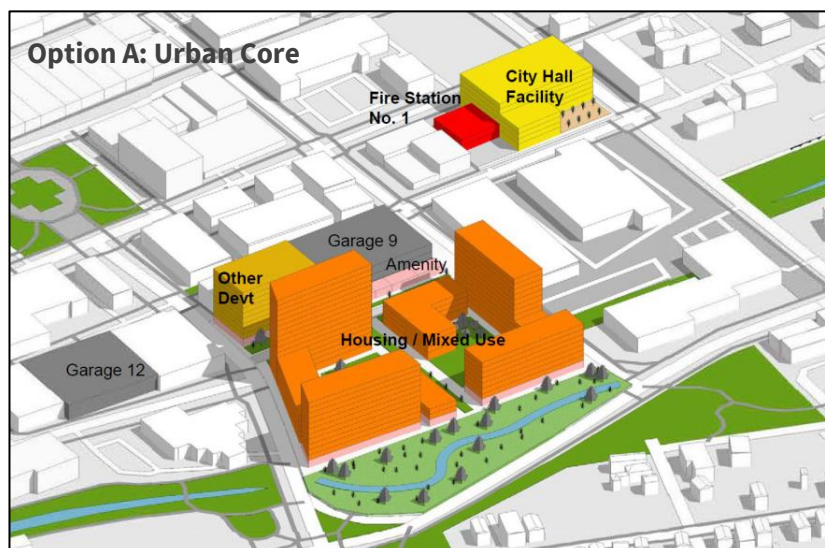 Option A: Urban Core
City Hall
Facility
Fire Station
No. 1
Garage 9
Amenity
Other
Devt
Housing / Mixed Use
Garage 12